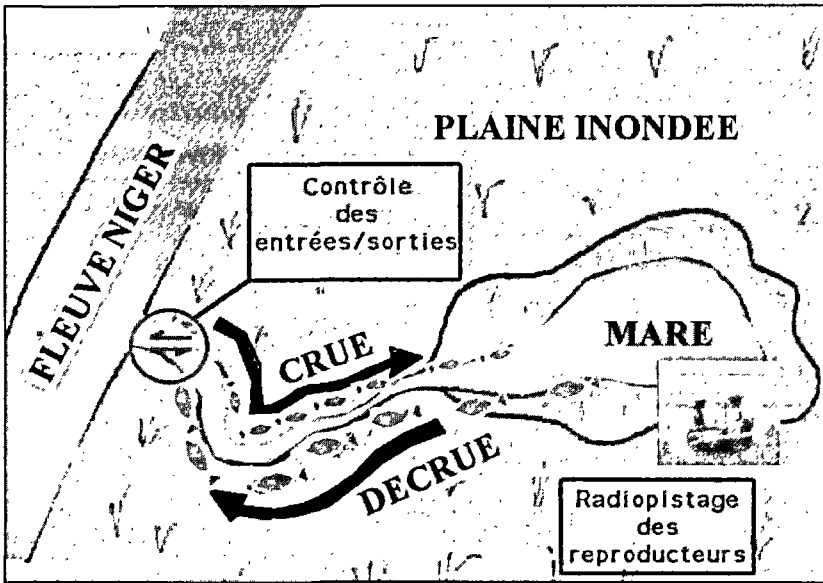 PLAINE INONDEE
FLEUVE NIGER
Contrôle
des
entrées/sorties
CRUE
MARE
DECRUE
Radiopistage
des
reproducteurs